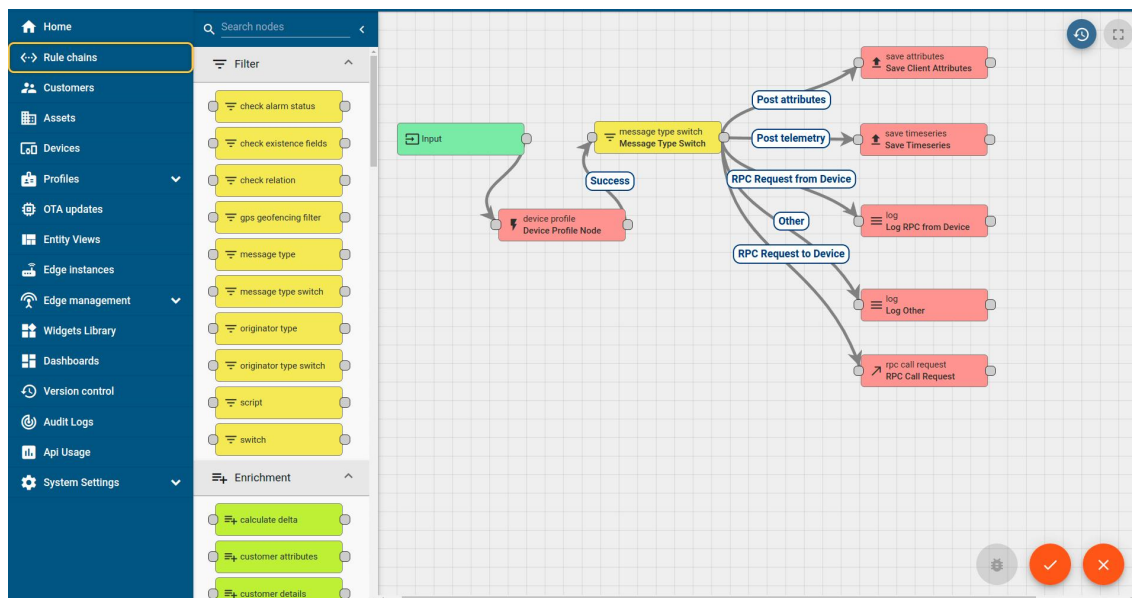 Home
Rule chains
Customers
Assets
Devices
Profiles
OTA updates
Entity Views
Edge instances
Edge management
Widgets Library
Dashboards
Version control
Audit Logs
Api Usage
System Settings
Search nodes
Filter
check alarm status
check existence fields
check relation
gps geofencing filter
message type
message type switch
originator type
originator type switch
script
switch
Enrichment
calculate delta
customer attributes
customer details
Input
device profile
Device Profile Node
Success
message type switch
Message Type Switch
Post attributes
Post telemetry
RPC Request from Device
Other
RPC Request to Device
save attributes
Save Client Attributes
save timeseries
Save Timeseries
log
Log RPC from Device
log
Log Other
rpc call request
RPC Call Request